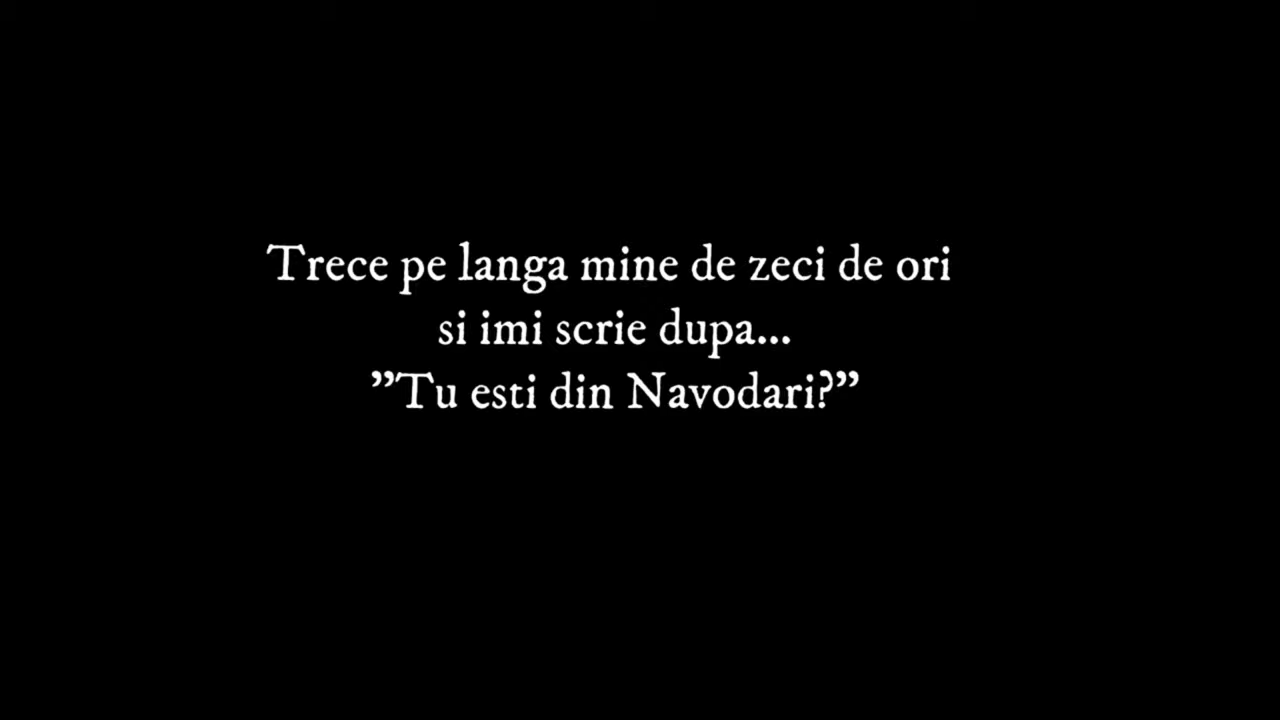 Trece pe langa mine de zeci de ori
si imi scrie dupa...
”Tu esti din Navodari?”